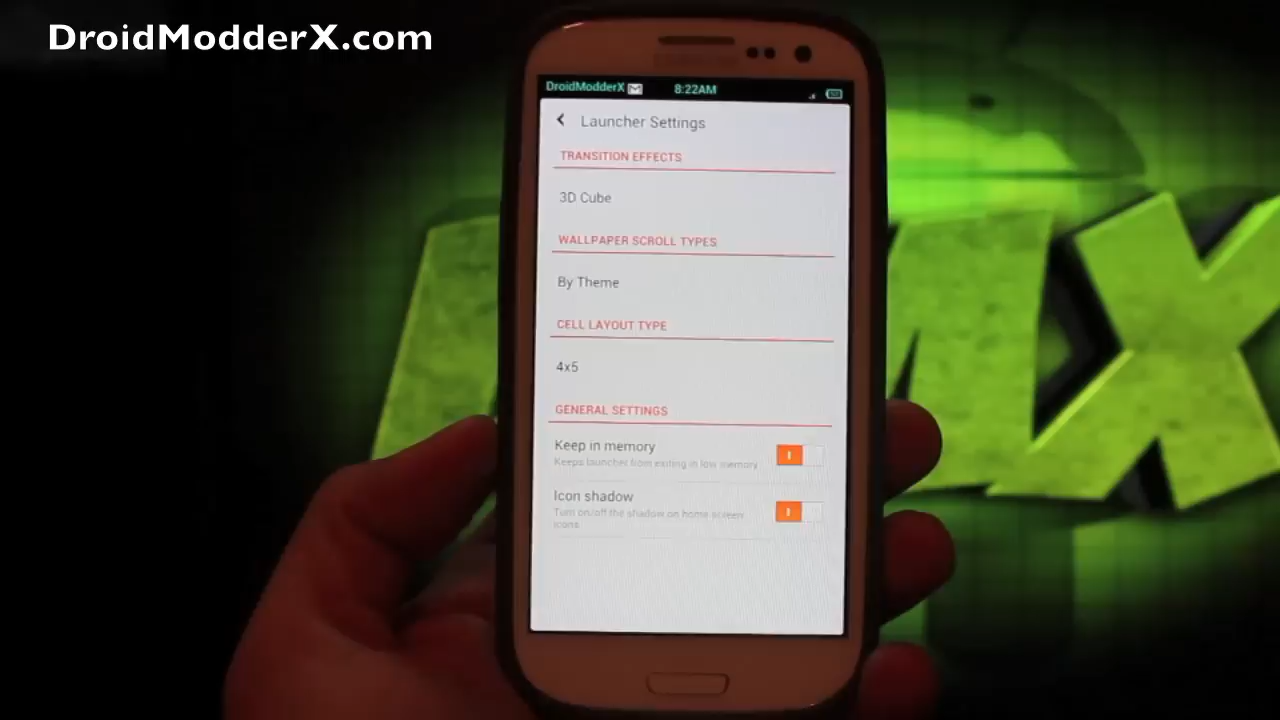 DroidModderX.com
DroidModderX 8:22AM
Launcher Settings
TRANSITION EFFECTS
3D Cube
WALLPAPER SCROLL TYPES
By Theme
CELL LAYOUT TYPE
4x5
GENERAL SETTINGS
Keep in memory
Keeps launcher from exiting in low memory
Icon shadow
Turn on/off the shadow on home screen
icons
MX